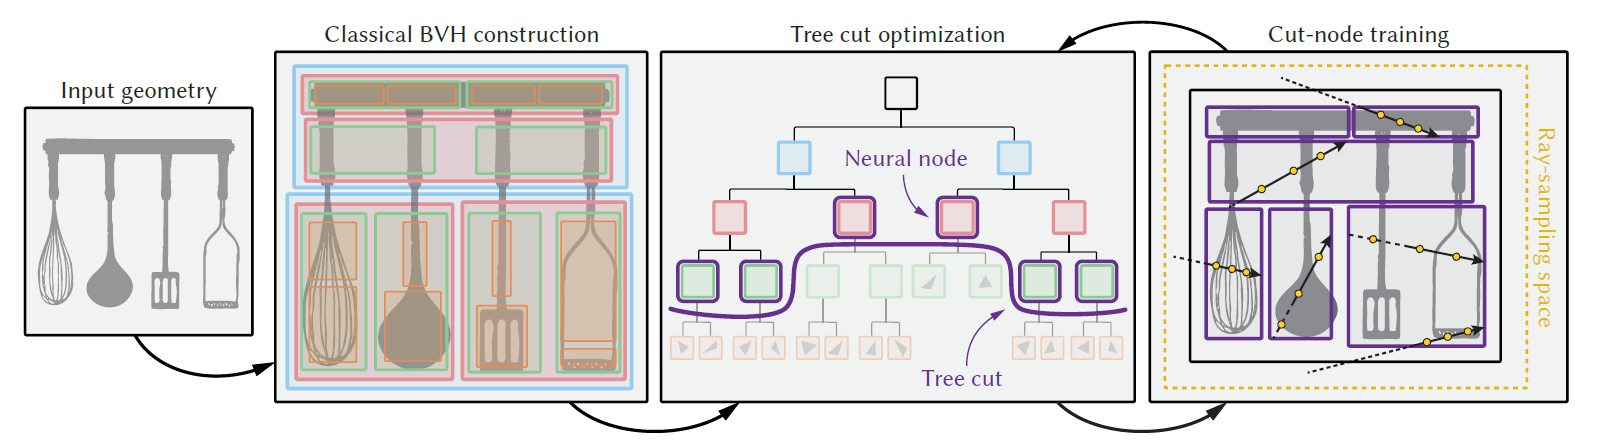 Input geometry
Classical BVH construction
Tree cut optimization
Neural node
Tree cut
Cut-node training
Ray-sampling space